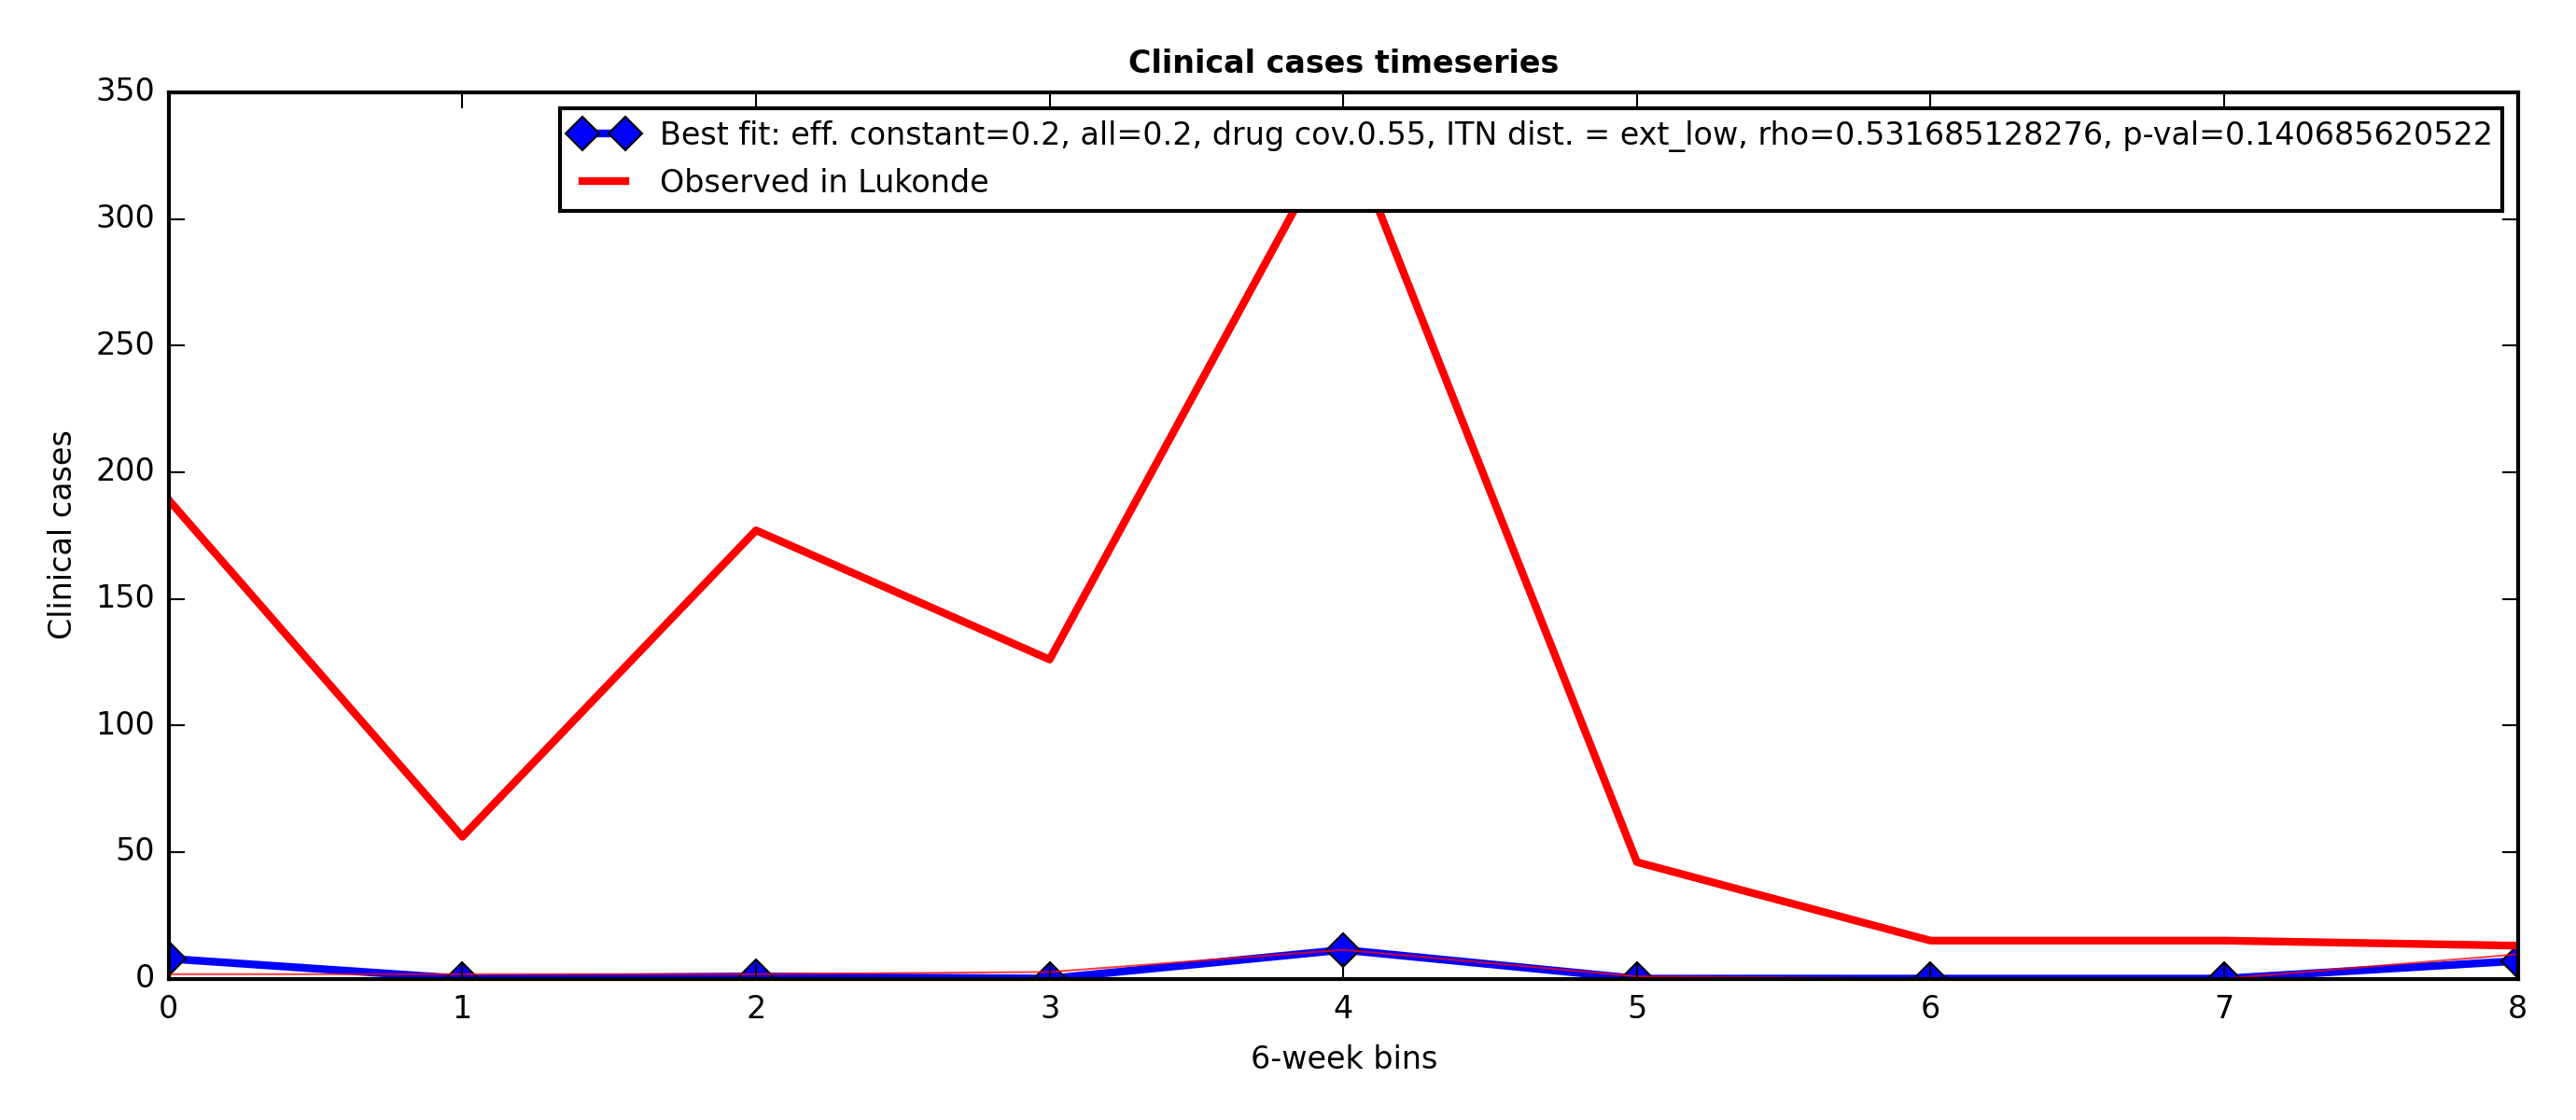 Clinical cases timeseries
350
300
250
200
150
100
50
0
Clinical cases
Best fit: eff. constant=0.2, all=0.2, drug cov.0.55, ITN dist. = ext_low, rho=0.531685128276, p-val=0.140685620522
Observed in Lukonde
0 1 2 3 4 5 6 7 8
6-week bins